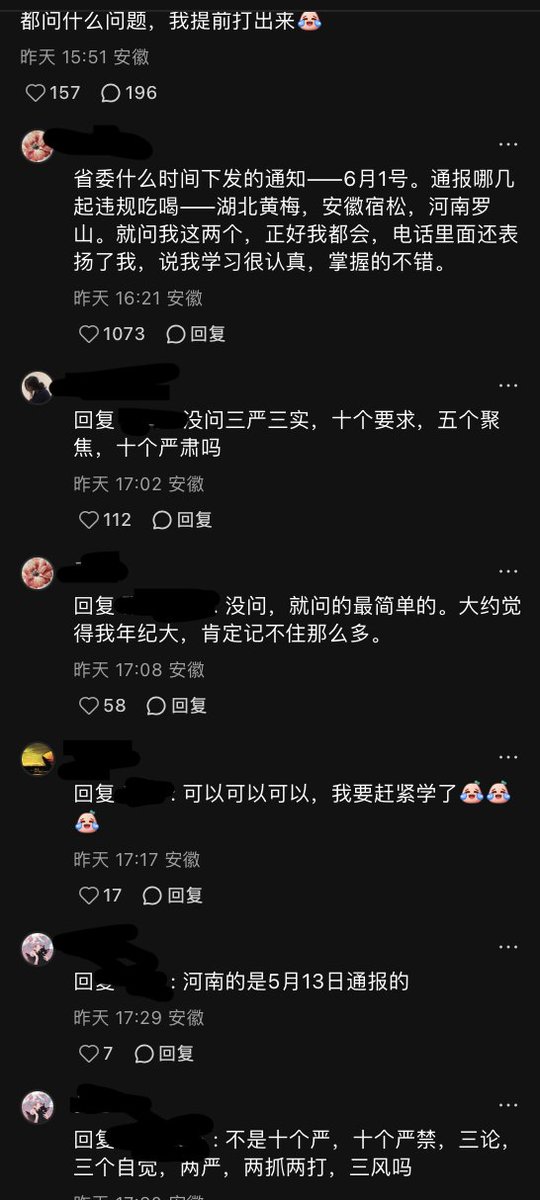 都问什么问题，我提前打出来
昨天 15:51 安徽
157 196
省委什么时间下发的通知——6月1号。通报哪几
起违规吃喝——湖北黄梅，安徽宿松，河南罗
山。就问我这两个，正好我都会，电话里面还表
扬了我，说我学习很认真，掌握的不错。
昨天 16:21 安徽
1073 回复
回复 没问三严三实，十个要求，五个聚
焦，十个严肃吗
昨天 17:02 安徽
112 回复
回复 : 没问，就问的最简单的。大约觉
得我年纪大，肯定记不住那么多。
昨天 17:08 安徽
58 回复
回复 : 可以可以可以，我要赶紧学了
昨天 17:17 安徽
17 回复
回复 : 河南的是5月13日通报的
昨天 17:29 安徽
7 回复
回复 : 不是十个严，十个严禁，三论，
三个自觉，两严，两抓两打，三风吗